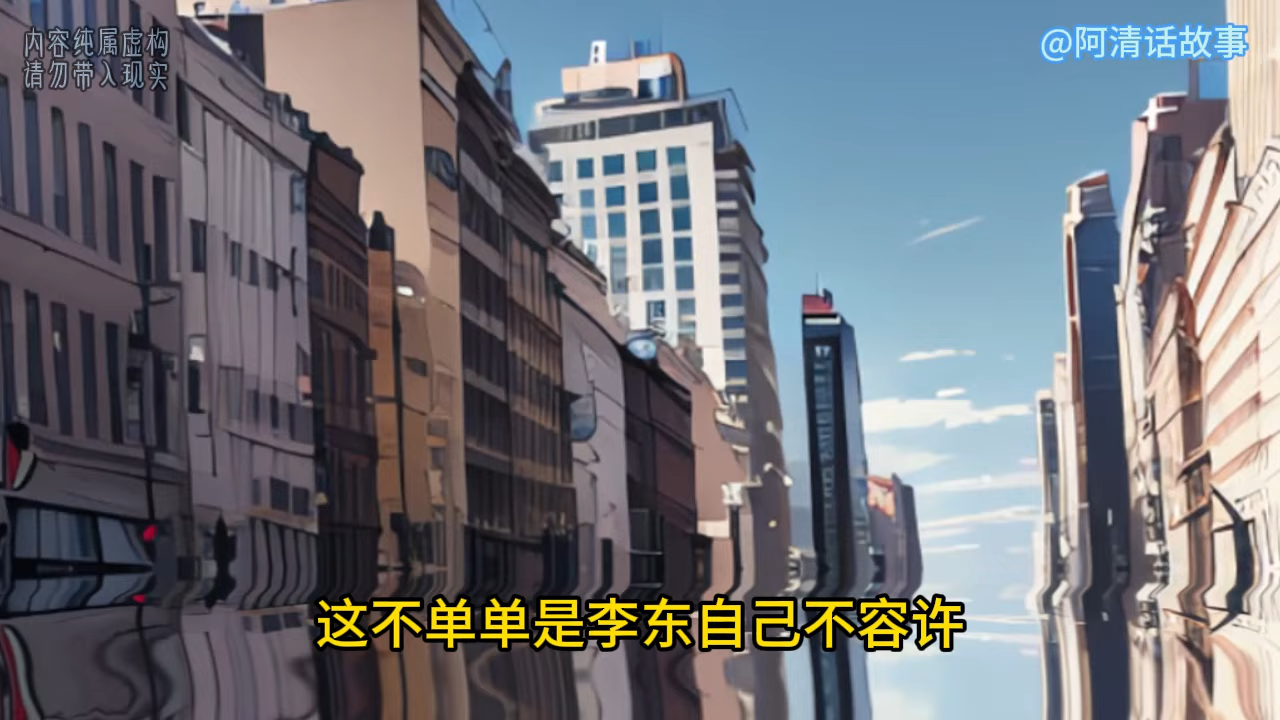 内容纯属虚构
请勿带入现实
@阿清话故事
这不单单是李东自己不容许